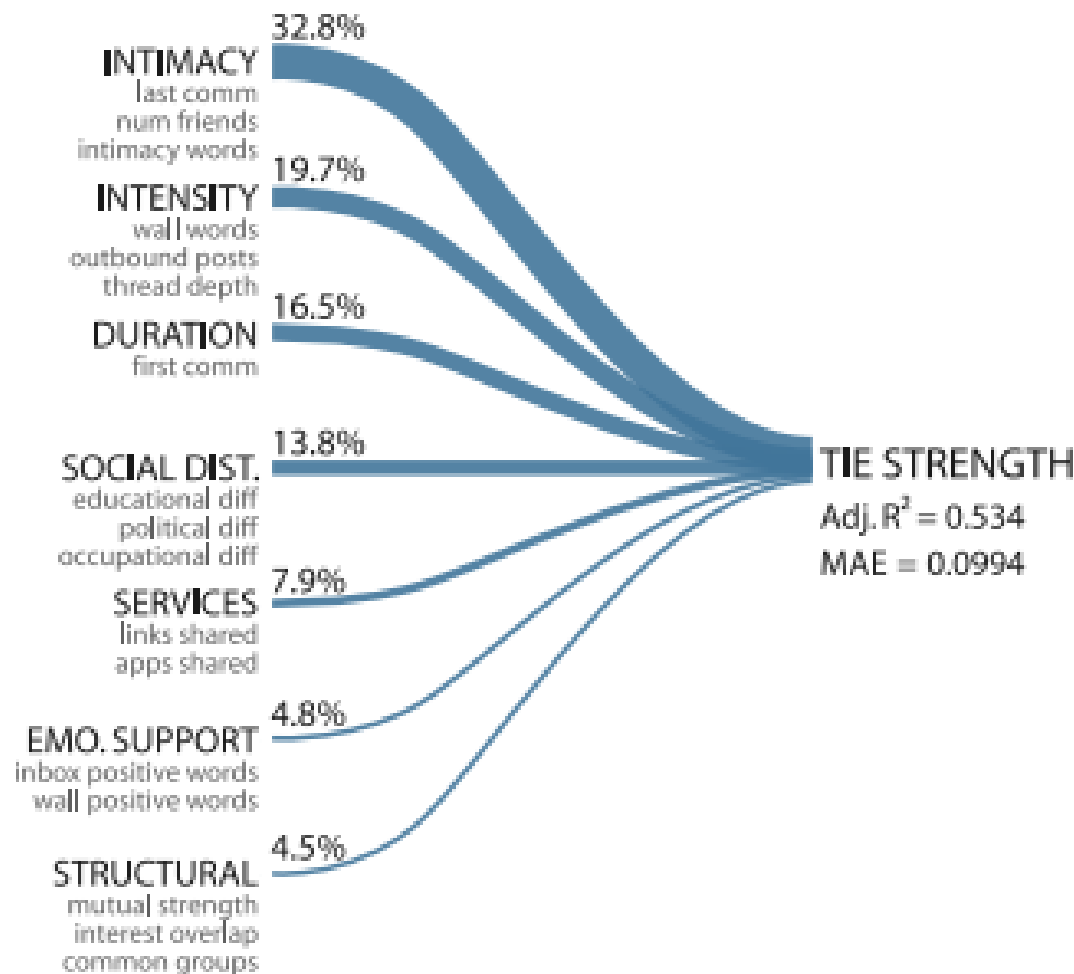 32.8%
INTIMACY
last comm
num friends
intimacy words
19.7%
INTENSITY
wall words
outbound posts
thread depth
16.5%
DURATION
first comm
13.8%
SOCIAL DIST.
educational diff
political diff
occupational diff
7.9%
SERVICES
links shared
apps shared
4.8%
EMO. SUPPORT
inbox positive words
wall positive words
4.5%
STRUCTURAL
mutual strength
interest overlap
common groups
TIE STRENGTH
Adj. R² = 0.534
MAE = 0.0994